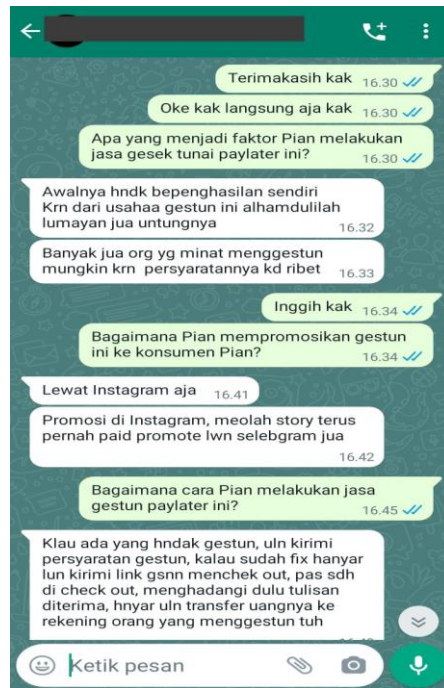 Terimakasih kak 16.30
Oke kak langsung aja kak 16.30
Apa yang menjadi faktor Pian melakukan
jasa gesek tunai paylater ini? 16.30
Awalnya hndk bepenghasilan sendiri
Krn dari usahaa gestun ini alhamdulilah
lumayan jua untungnya 16.32
Banyak jua org yg minat menggestun
mungkin krn persyaratannya kd ribet 16.33
Inggih kak 16.34
Bagaimana Pian mempromosikan gestun
ini ke konsumen Pian? 16.34
Lewat Instagram aja 16.41
Promosi di Instagram, meolah story terus
pernah paid promote lwn selebgram jua
16.42
Bagaimana cara Pian melakukan jasa
gestun paylater ini? 16.45
Klau ada yang hndak gestun, uln kirimi
persyaratan gestun, kalau sudah fix hanyar
lun kirimi link gsnn menchek out, pas sdh
di check out, menghadangi dulu tulisan
diterima, hnyar uln transfer uangnya ke
rekening orang yang menggestun tuh
Ketik pesan